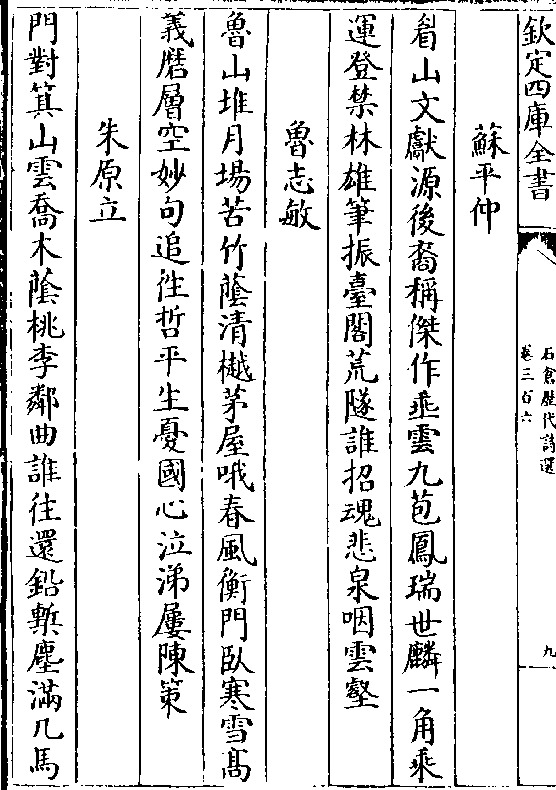 欽定四庫全書
石倉歴代詩選
卷三百六
九
蘇平仲
眉山文獻源後裔稱傑作乖雲九苞鳳瑞世麟一角乘
運登禁林雄筆振臺閣荒隧誰招魂悲泉咽雲壑
魯志敏
魯山堆月塲苦竹蔭清樾茅屋哦春風衡門臥寒雪髙
義磨層空妙句追徃哲平生憂國心泣涕屢陳策
朱原立
門對箕山雲喬木蔭桃李鄰曲誰往還鉛槧塵滿几馬